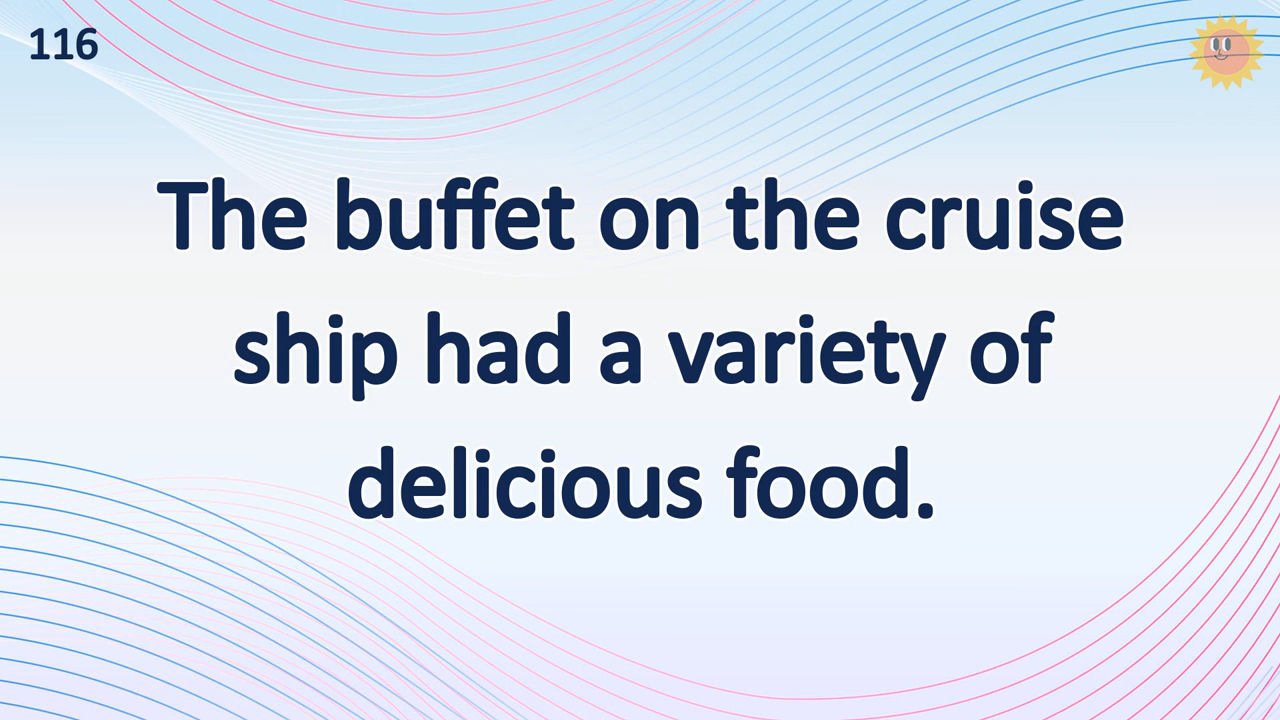 116
The buffet on the cruise
ship had a variety of
delicious food.